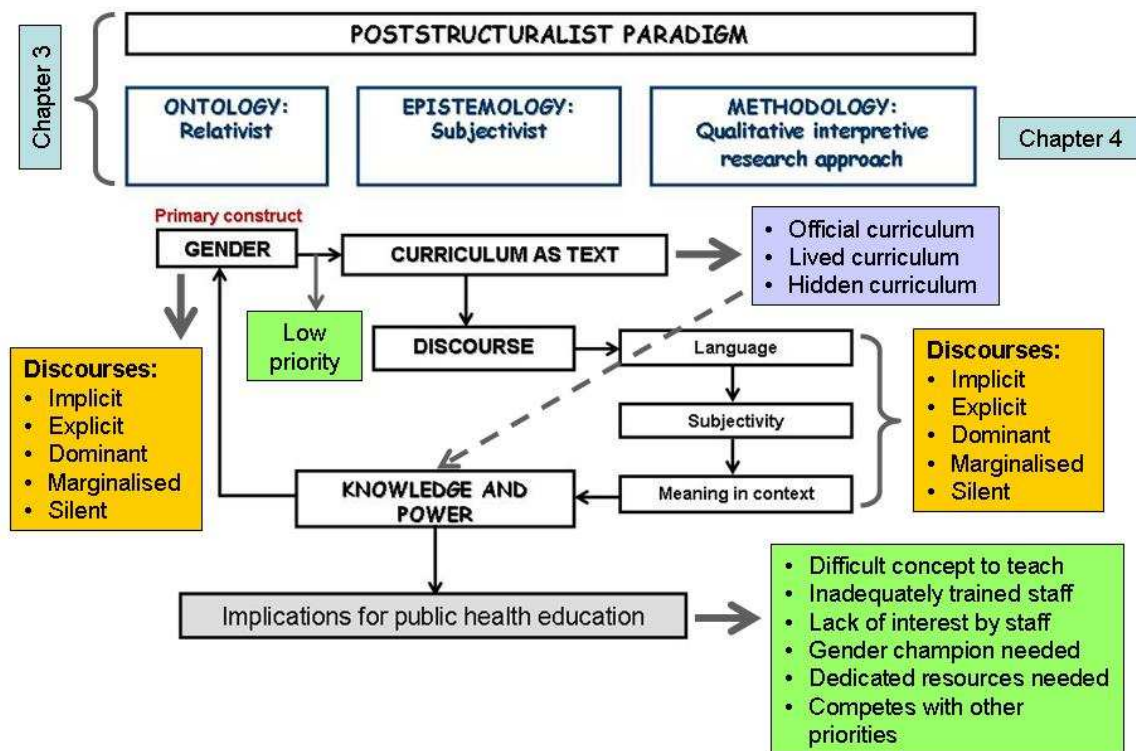 Chapter 3
POSTSTRUCTURALIST PARADIGM
ONTOLOGY:
Relativist
EPISTEMOLOGY:
Subjectivist
METHODOLOGY:
Qualitative interpretive
research approach
Chapter 4
Primary construct
GENDER
CURRICULUM AS TEXT
• Official curriculum
• Lived curriculum
• Hidden curriculum
Low
priority
DISCOURSE
Language
Subjectivity
Meaning in context
Discourses:
• Implicit
• Explicit
• Dominant
• Marginalised
• Silent
Discourses:
• Implicit
• Explicit
• Dominant
• Marginalised
• Silent
KNOWLEDGE AND
POWER
Implications for public health education
• Difficult concept to teach
• Inadequately trained staff
• Lack of interest by staff
• Gender champion needed
• Dedicated resources needed
• Competes with other
priorities